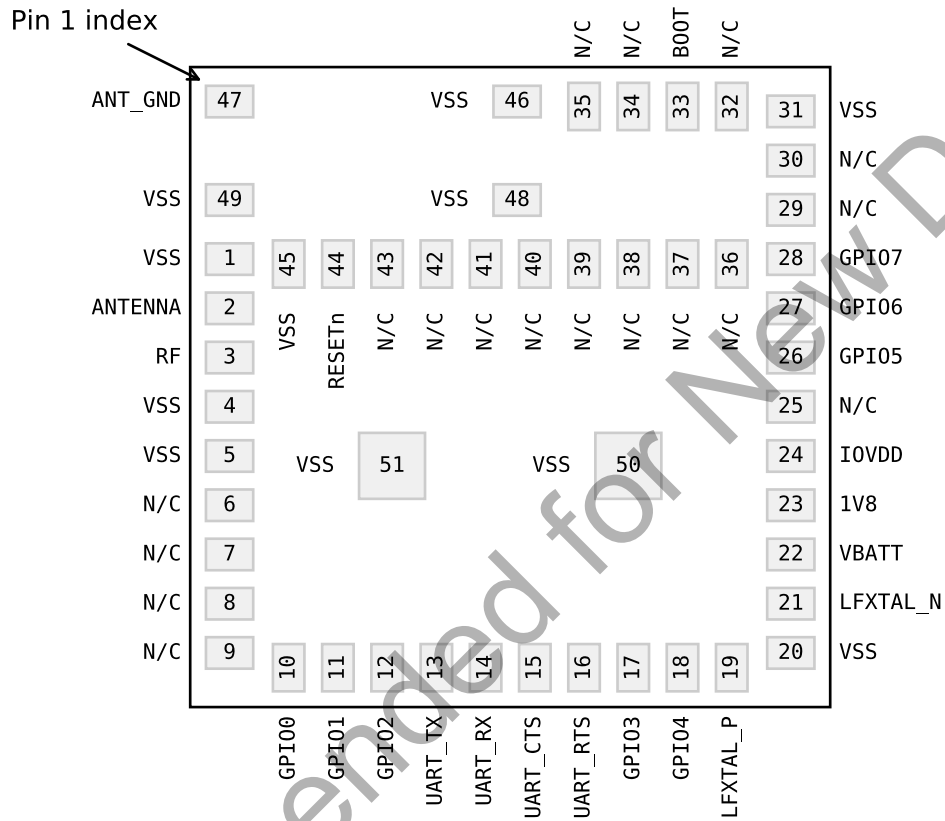 Pin 1 index
N/C
N/C
BOOT
N/C
ANT_GND 47
VSS 46
35
34
33
32
31 VSS
30 N/C
VSS 49
VSS 48
29 N/C
VSS 1
45
44
43
42
41
40
39
38
37
36
28 GPIO7
ANTENNA 2
VSS
RESETn
N/C
N/C
N/C
N/C
N/C
N/C
N/C
N/C
27 GPIO6
RF 3
26 GPIO5
VSS 4
25 N/C
VSS 5
VSS 51
VSS 50
24 IOVDD
N/C 6
23 1V8
N/C 7
22 VBATT
N/C 8
21 LFXTAL_N
N/C 9
10
11
12
13
14
15
16
17
18
19
20 VSS
GPIO0
GPIO1
GPIO2
UART_TX
UART_RX
UART_CTS
UART_RTS
GPIO3
GPIO4
LFXTAL_P
ended for New D